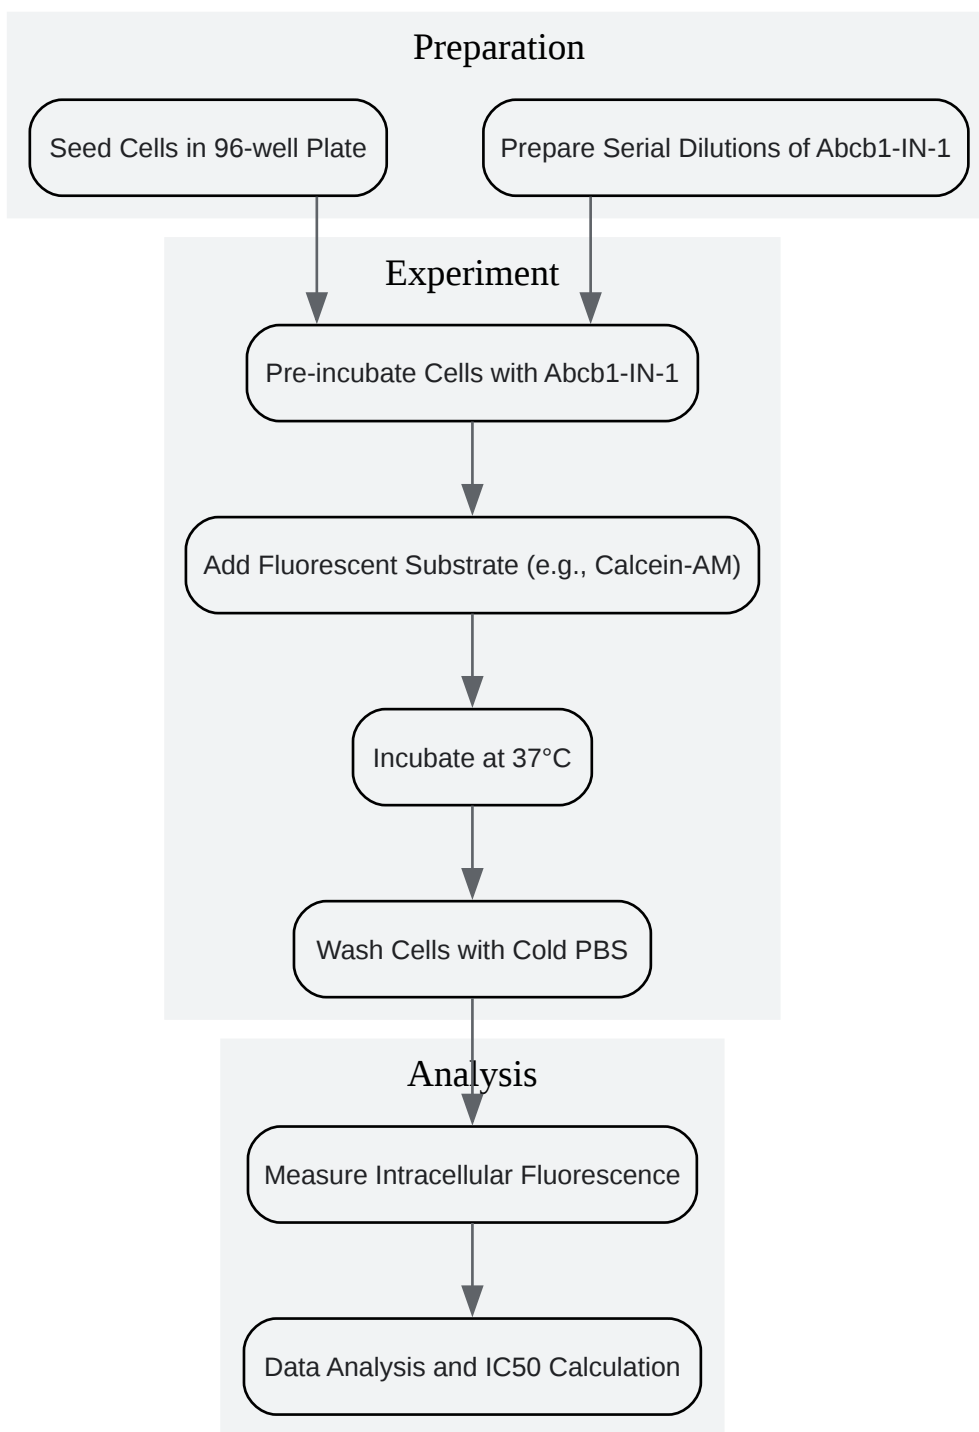 Preparation
Seed Cells in 96-well Plate
Prepare Serial Dilutions of Abcb1-IN-1
Experiment
Pre-incubate Cells with Abcb1-IN-1
Add Fluorescent Substrate (e.g., Calcein-AM)
Incubate at 37°C
Wash Cells with Cold PBS
Analysis
Measure Intracellular Fluorescence
Data Analysis and IC50 Calculation